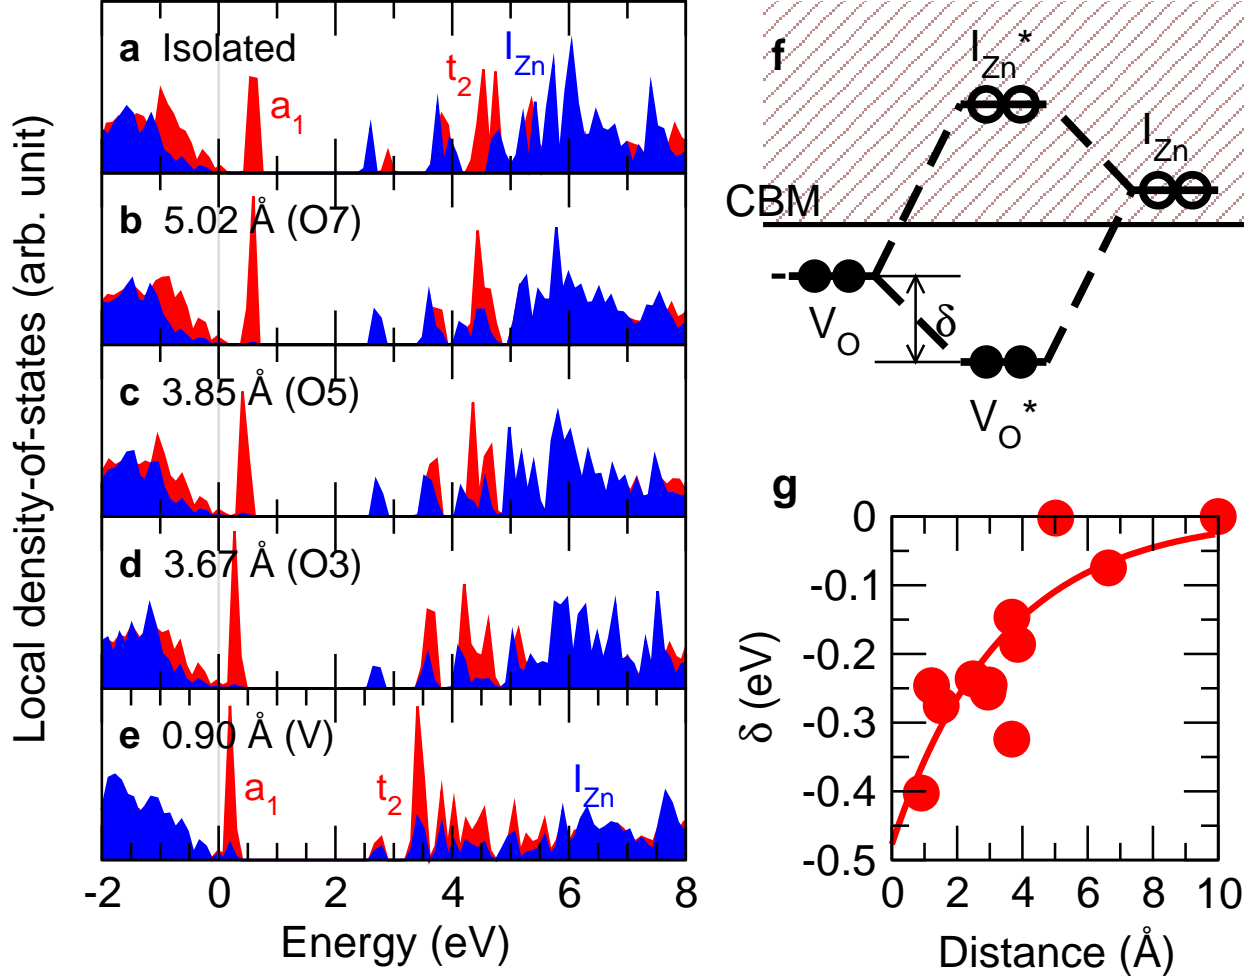 Local density-of-states (arb. unit)
a Isolated
a1
t2
IZn
b 5.02 Å (O7)
c 3.85 Å (O5)
d 3.67 Å (O3)
e 0.90 Å (V)
a1
t2
IZn
-2 0 2 4 6 8
Energy (eV)
f
IZn*
IZn
CBM
VO
δ
VO*
g
0
-0.1
-0.2
-0.3
-0.4
-0.5
δ (eV)
0 2 4 6 8 10
Distance (Å)